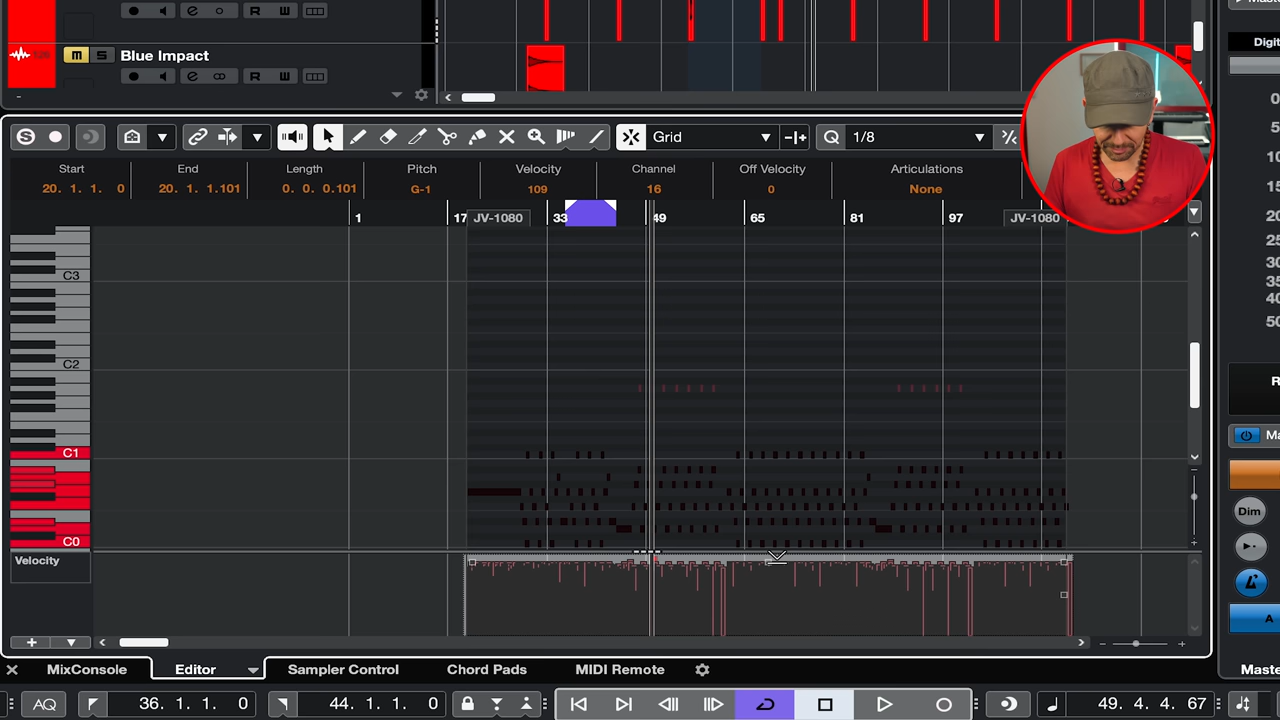 Digit
M S Blue Impact
R W
R W
Grid
Q 1/8
Start End Length Pitch Velocity Channel Off Velocity Articulations
20. 1. 1. 0 20. 1. 1.101 0. 0. 0.101 G-1 109 16 0 None
1 17 JV-1080 33 49 65 81 97 JV-1080
C3
C2
C1
C0
Velocity
Dim
A
MixConsole Editor Sampler Control Chord Pads MIDI Remote
AQ 36. 1. 1. 0 44. 1. 1. 0 49. 4. 4. 67